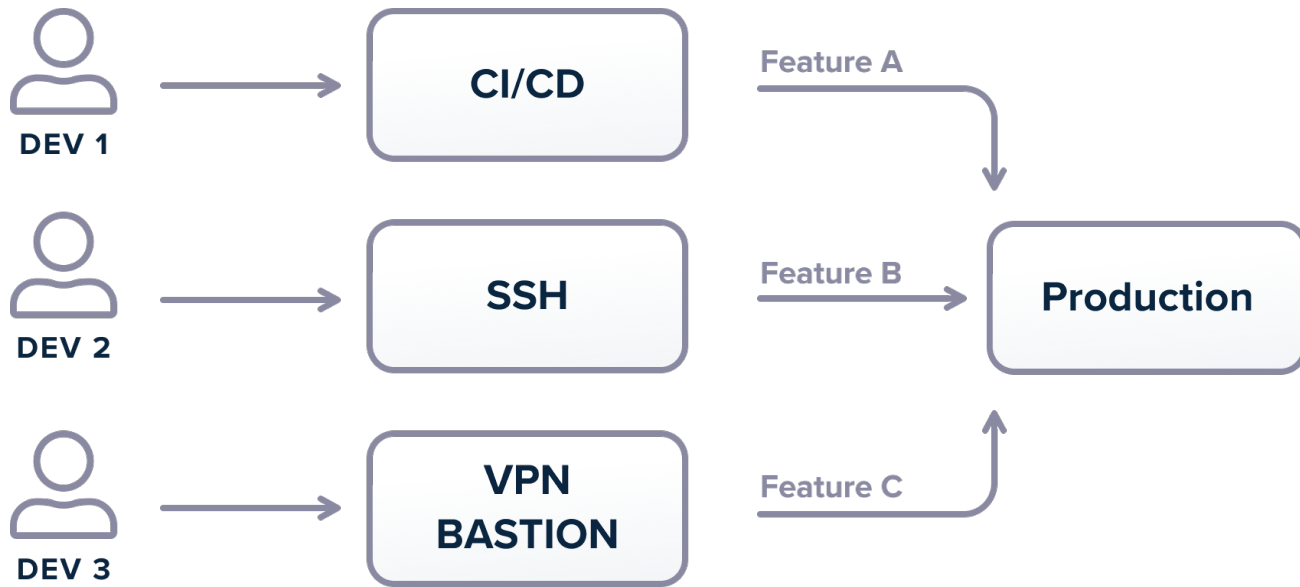 DEV 1
CI/CD
Feature A
DEV 2
SSH
Feature B
Production
DEV 3
VPN
BASTION
Feature C